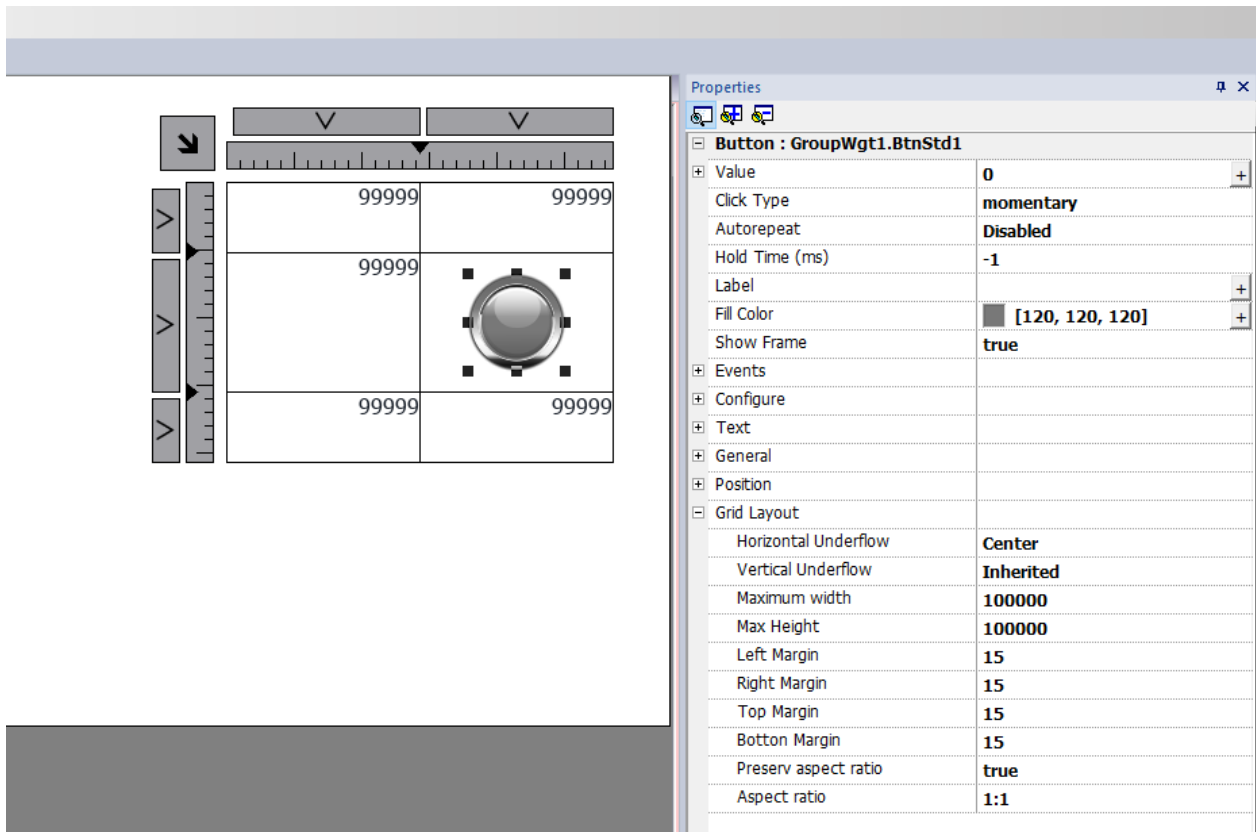 Properties
Button : GroupWgt1.BtnStd1
Value 0 +
Click Type momentary
Autorepeat Disabled
Hold Time (ms) -1
Label +
Fill Color [120, 120, 120] +
Show Frame true
Events
Configure
Text
General
Position
Grid Layout
Horizontal Underflow Center
Vertical Underflow Inherited
Maximum width 100000
Max Height 100000
Left Margin 15
Right Margin 15
Top Margin 15
Botton Margin 15
Preserv aspect ratio true
Aspect ratio 1:1
99999 99999
99999
99999 99999